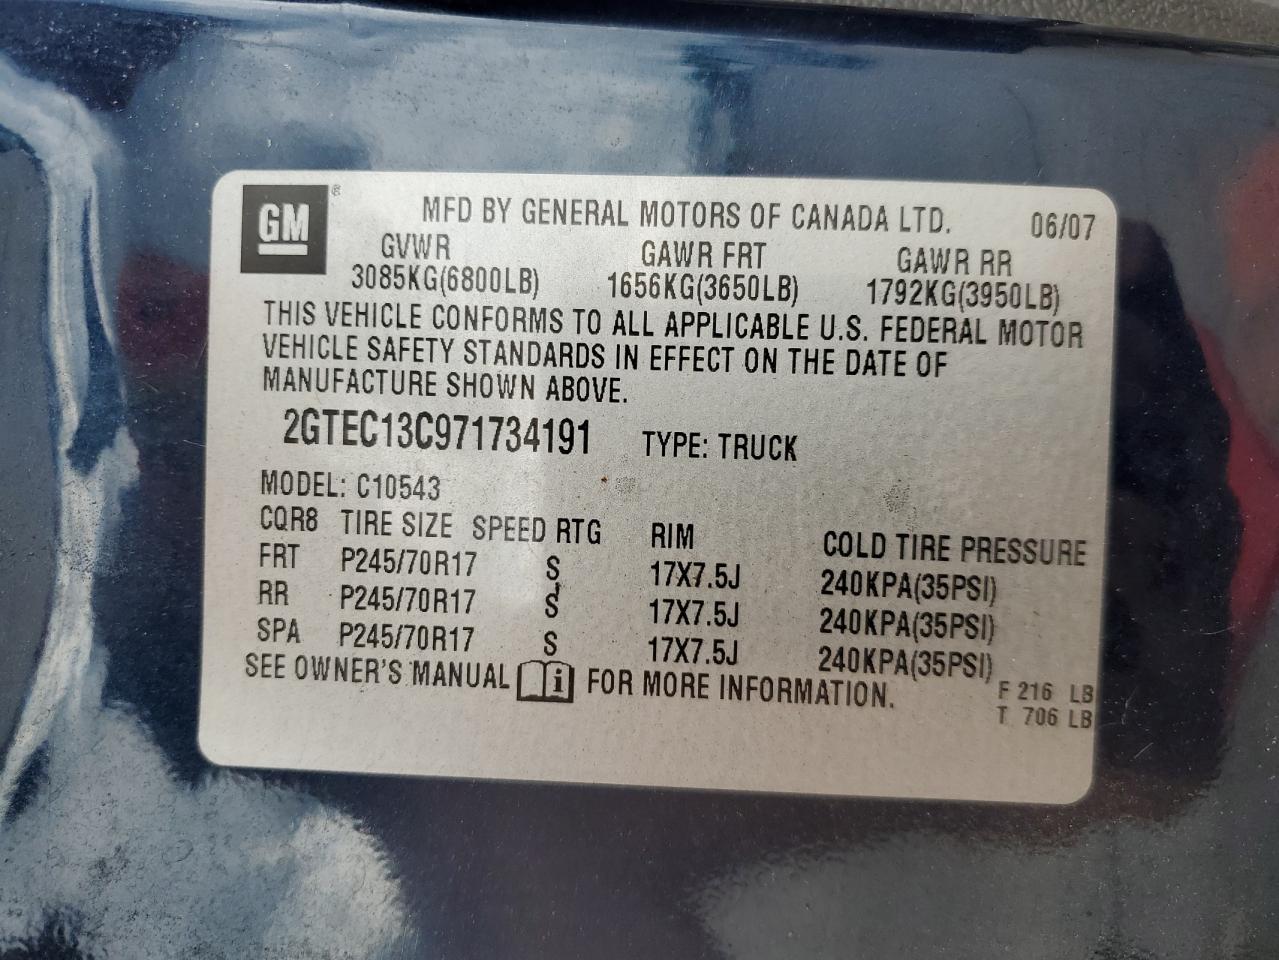 GM ®
MFD BY GENERAL MOTORS OF CANADA LTD. 06/07
GVWR GAWR FRT GAWR RR
3085KG(6800LB) 1656KG(3650LB) 1792KG(3950LB)
THIS VEHICLE CONFORMS TO ALL APPLICABLE U.S. FEDERAL MOTOR
VEHICLE SAFETY STANDARDS IN EFFECT ON THE DATE OF
MANUFACTURE SHOWN ABOVE.
2GTEC13C971734191 TYPE: TRUCK
MODEL: C10543
CQR8 TIRE SIZE SPEED RTG RIM COLD TIRE PRESSURE
FRT P245/70R17 S 17X7.5J 240KPA(35PSI)
RR P245/70R17 S 17X7.5J 240KPA(35PSI)
SPA P245/70R17 S 17X7.5J 240KPA(35PSI)
SEE OWNER'S MANUAL i FOR MORE INFORMATION.
F 216 LB
T 706 LB